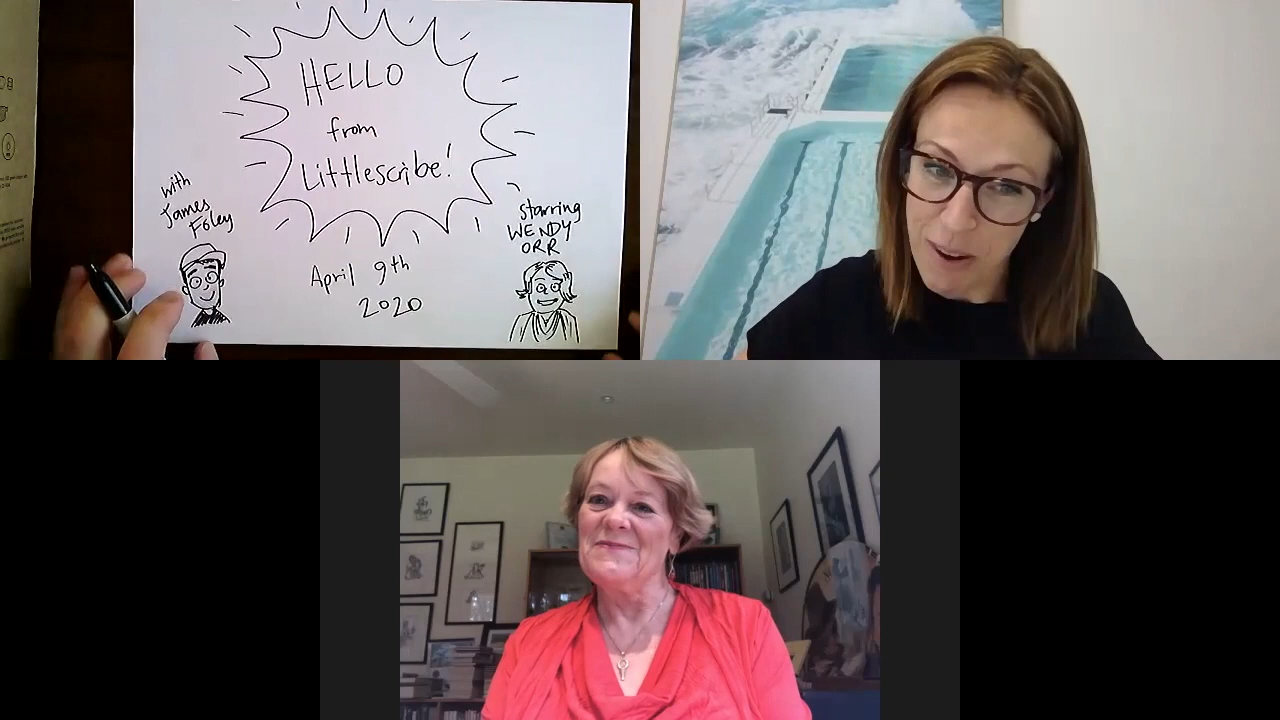 HELLO
from
Littlescribe!
with
James
Foley
starring
WENDY
ORR
April 9th
2020